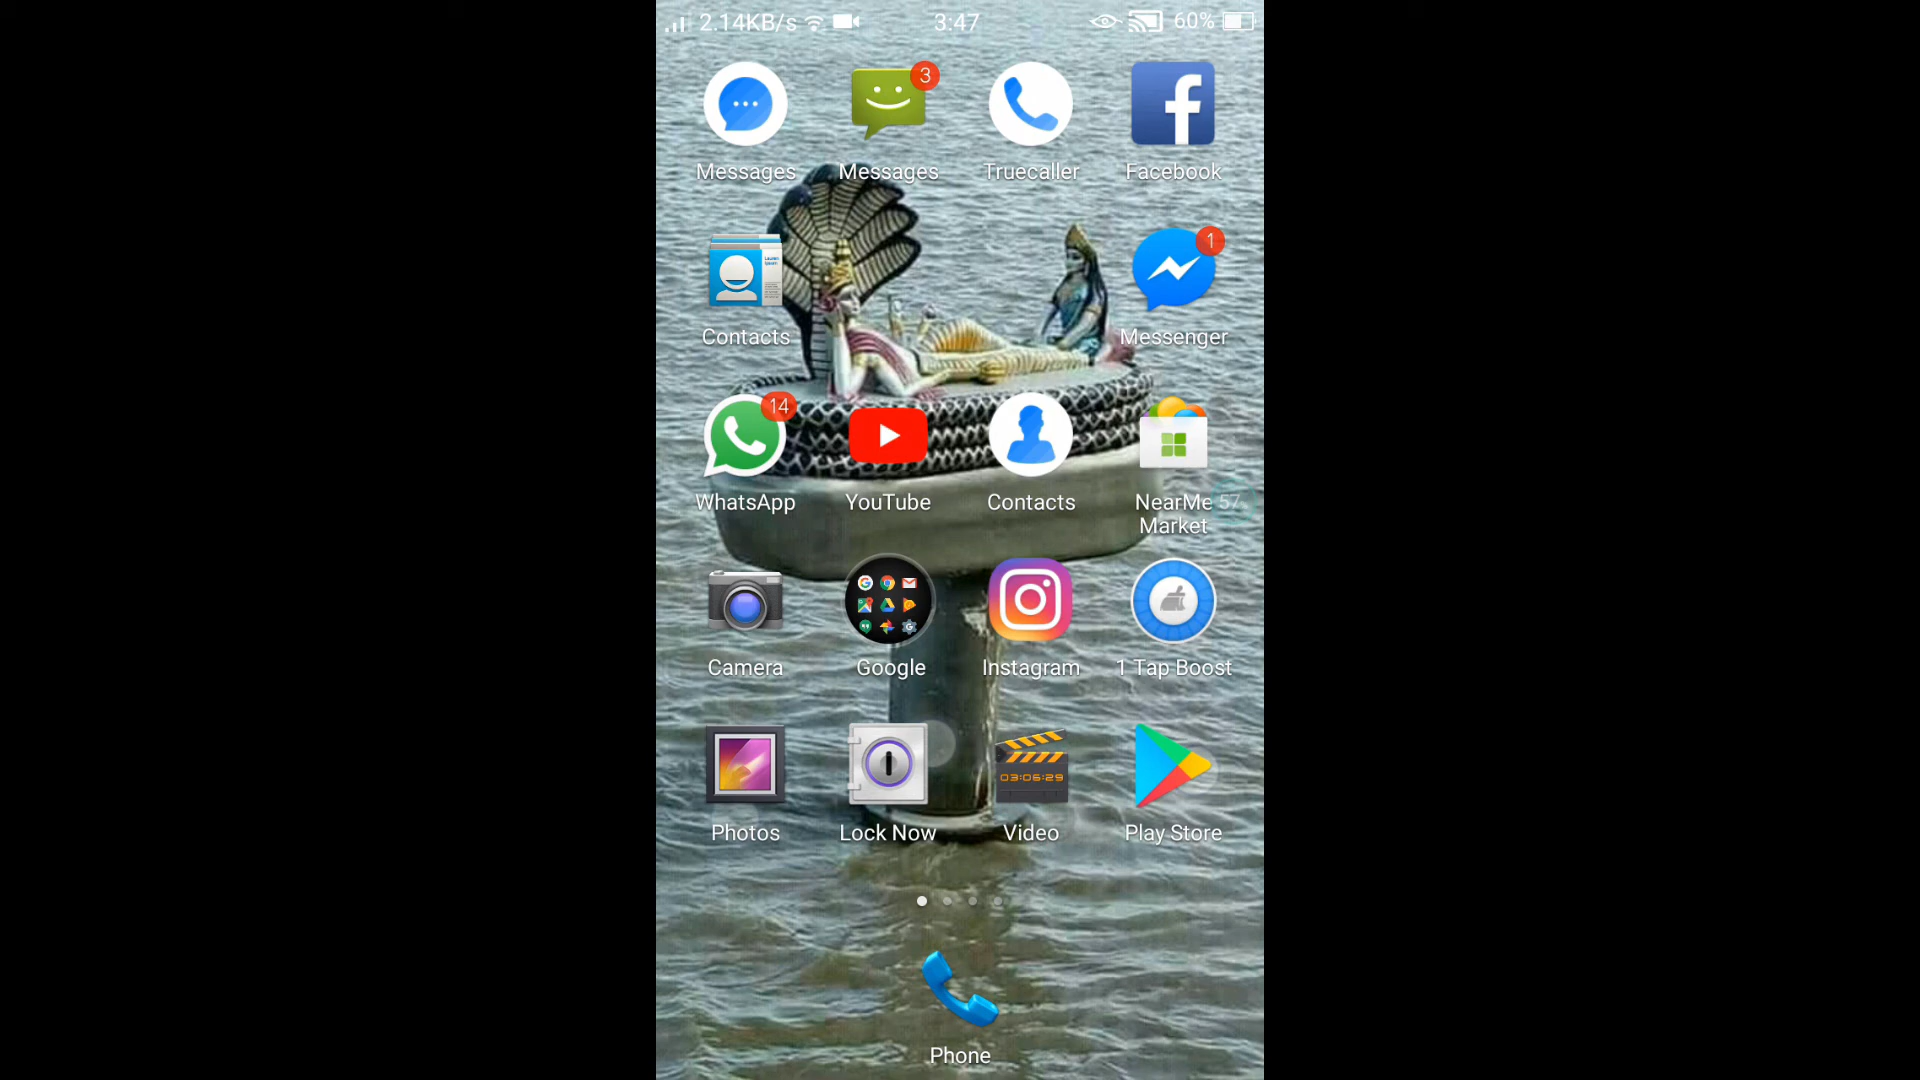 2.14KB/s 3:47 60%
3
Messages Messages Truecaller Facebook
1
Contacts Messenger
14
WhatsApp YouTube Contacts NearMe Market
57
Camera Google Instagram 1 Tap Boost
03:06:29
Photos Lock Now Video Play Store
Phone